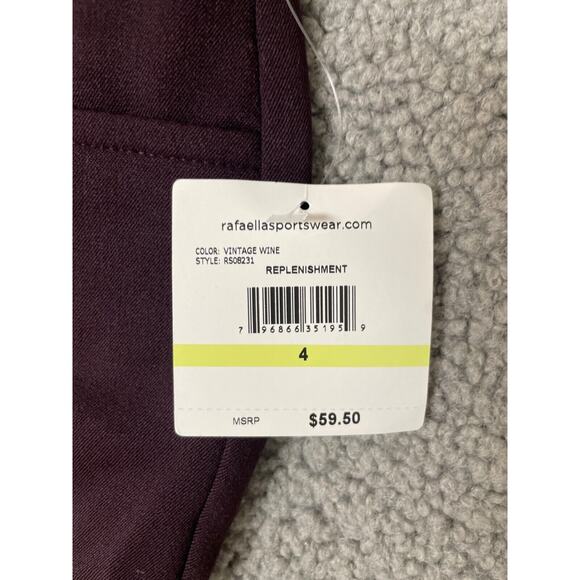 rafaellasportswear.com
COLOR: VINTAGE WINE
STYLE: RS08231
REPLENISHMENT
7 96866 35195 9
4
MSRP $59.50